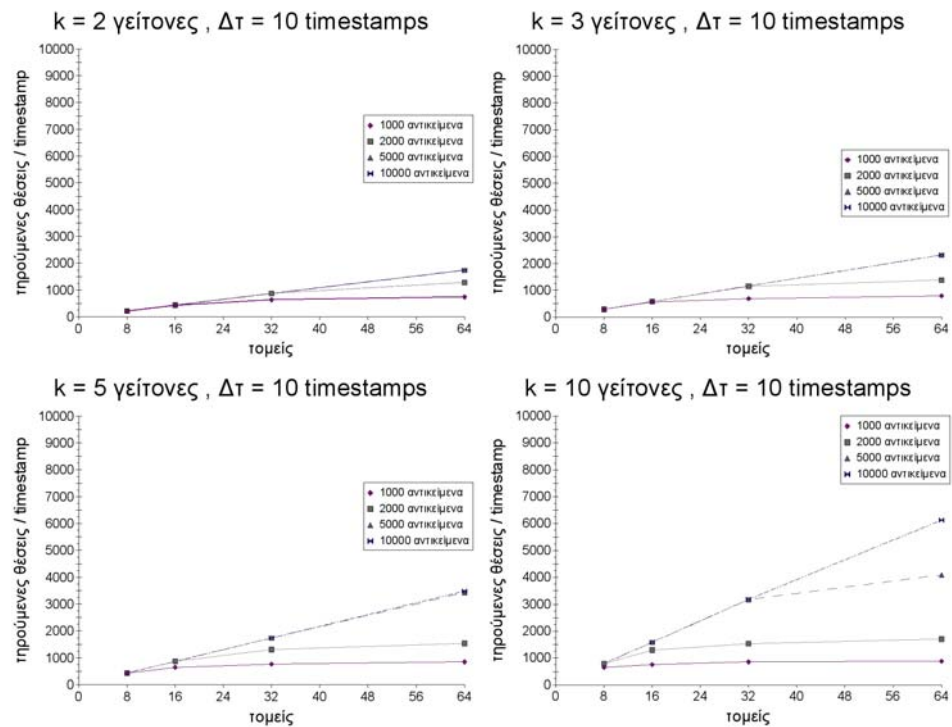 k = 2 γείτονες , Δτ = 10 timestamps
τηρούμενες θέσεις / timestamp
10000
9000
8000
7000
6000
5000
4000
3000
2000
1000
0
1000 αντικείμενα
2000 αντικείμενα
5000 αντικείμενα
10000 αντικείμενα
0 8 16 24 32 40 48 56 64
τομείς
k = 3 γείτονες , Δτ = 10 timestamps
τηρούμενες θέσεις / timestamp
10000
9000
8000
7000
6000
5000
4000
3000
2000
1000
0
1000 αντικείμενα
2000 αντικείμενα
5000 αντικείμενα
10000 αντικείμενα
0 8 16 24 32 40 48 56 64
τομείς
k = 5 γείτονες , Δτ = 10 timestamps
τηρούμενες θέσεις / timestamp
10000
9000
8000
7000
6000
5000
4000
3000
2000
1000
0
1000 αντικείμενα
2000 αντικείμενα
5000 αντικείμενα
10000 αντικείμενα
0 8 16 24 32 40 48 56 64
τομείς
k = 10 γείτονες , Δτ = 10 timestamps
τηρούμενες θέσεις / timestamp
10000
9000
8000
7000
6000
5000
4000
3000
2000
1000
0
1000 αντικείμενα
2000 αντικείμενα
5000 αντικείμενα
10000 αντικείμενα
0 8 16 24 32 40 48 56 64
τομείς